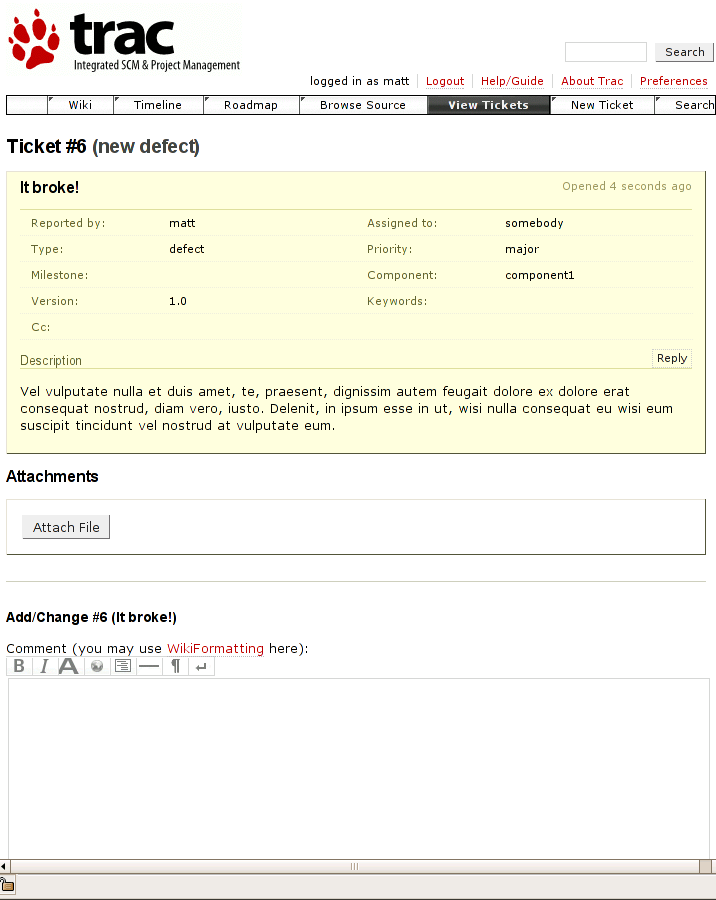 trac
Integrated SCM & Project Management
Search
logged in as matt Logout Help/Guide About Trac Preferences
Wiki Timeline Roadmap Browse Source View Tickets New Ticket Search
Ticket #6 (new defect)
It broke! Opened 4 seconds ago
Reported by: matt Assigned to: somebody
Type: defect Priority: major
Milestone: Component: component1
Version: 1.0 Keywords:
Cc:
Description Reply
Vel vulputate nulla et duis amet, te, praesent, dignissim autem feugait dolore ex dolore erat
consequat nostrud, diam vero, iusto. Delenit, in ipsum esse in ut, wisi nulla consequat eu wisi eum
suscipit tincidunt vel nostrud at vulputate eum.
Attachments
Attach File
Add/Change #6 (It broke!)
Comment (you may use WikiFormatting here):
B I A ¶